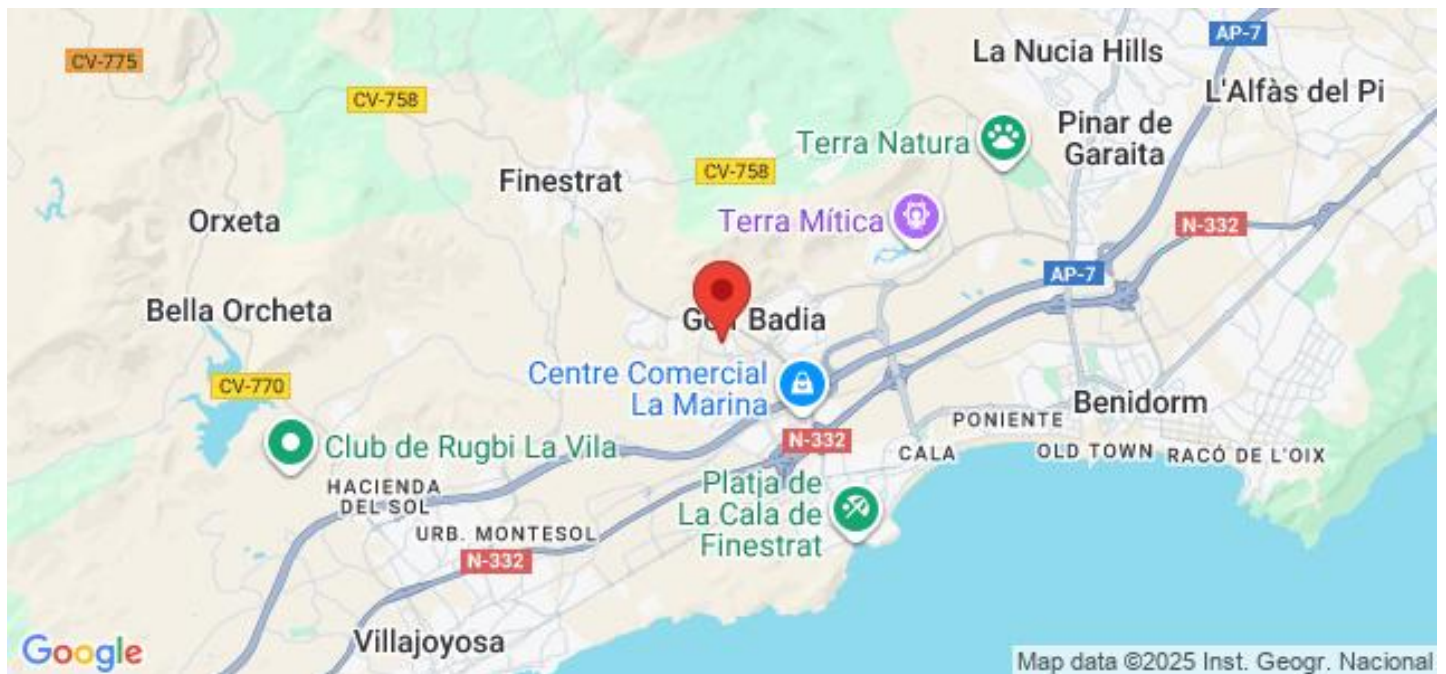 AP-7
La Nucia Hills
CV-775
L'Alfàs del Pi
CV-758
Pinar de
Garaita
Terra Natura
CV-758
Finestrat
Terra Mítica
Orxeta
N-332
AP-7
Bella Orcheta
Badia
Centre Comercial
La Marina
CV-770
Benidorm
PONIENTE
N-332
Club de Rugbi La Vila
CALA
OLD TOWN
RACÓ DE L'OIX
HACIENDA
DEL SOL
Platja de
La Cala de
Finestrat
URB. MONTESOL
N-332
Villajoyosa
Google
Map data ©2025 Inst. Geogr. Nacional